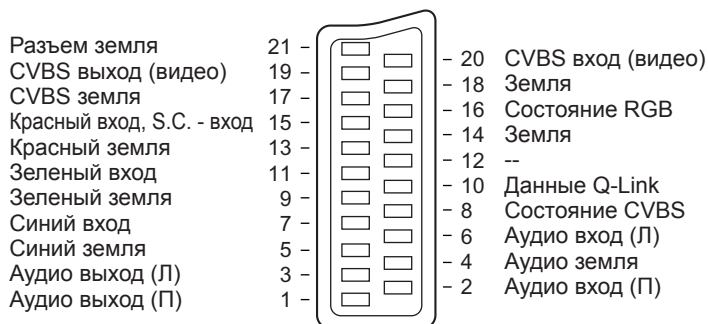 Разъем земля 21 –
CVBS выход (видео) 19 –
CVBS земля 17 –
Красный вход, S.C. - вход 15 –
Красный земля 13 –
Зеленый вход 11 –
Зеленый земля 9 –
Синий вход 7 –
Синий земля 5 –
Аудио выход (Л) 3 –
Аудио выход (П) 1 –
– 20 CVBS вход (видео)
– 18 Земля
– 16 Состояние RGB
– 14 Земля
– 12 --
– 10 Данные Q-Link
– 8 Состояние CVBS
– 6 Аудио вход (Л)
– 4 Аудио земля
– 2 Аудио вход (П)